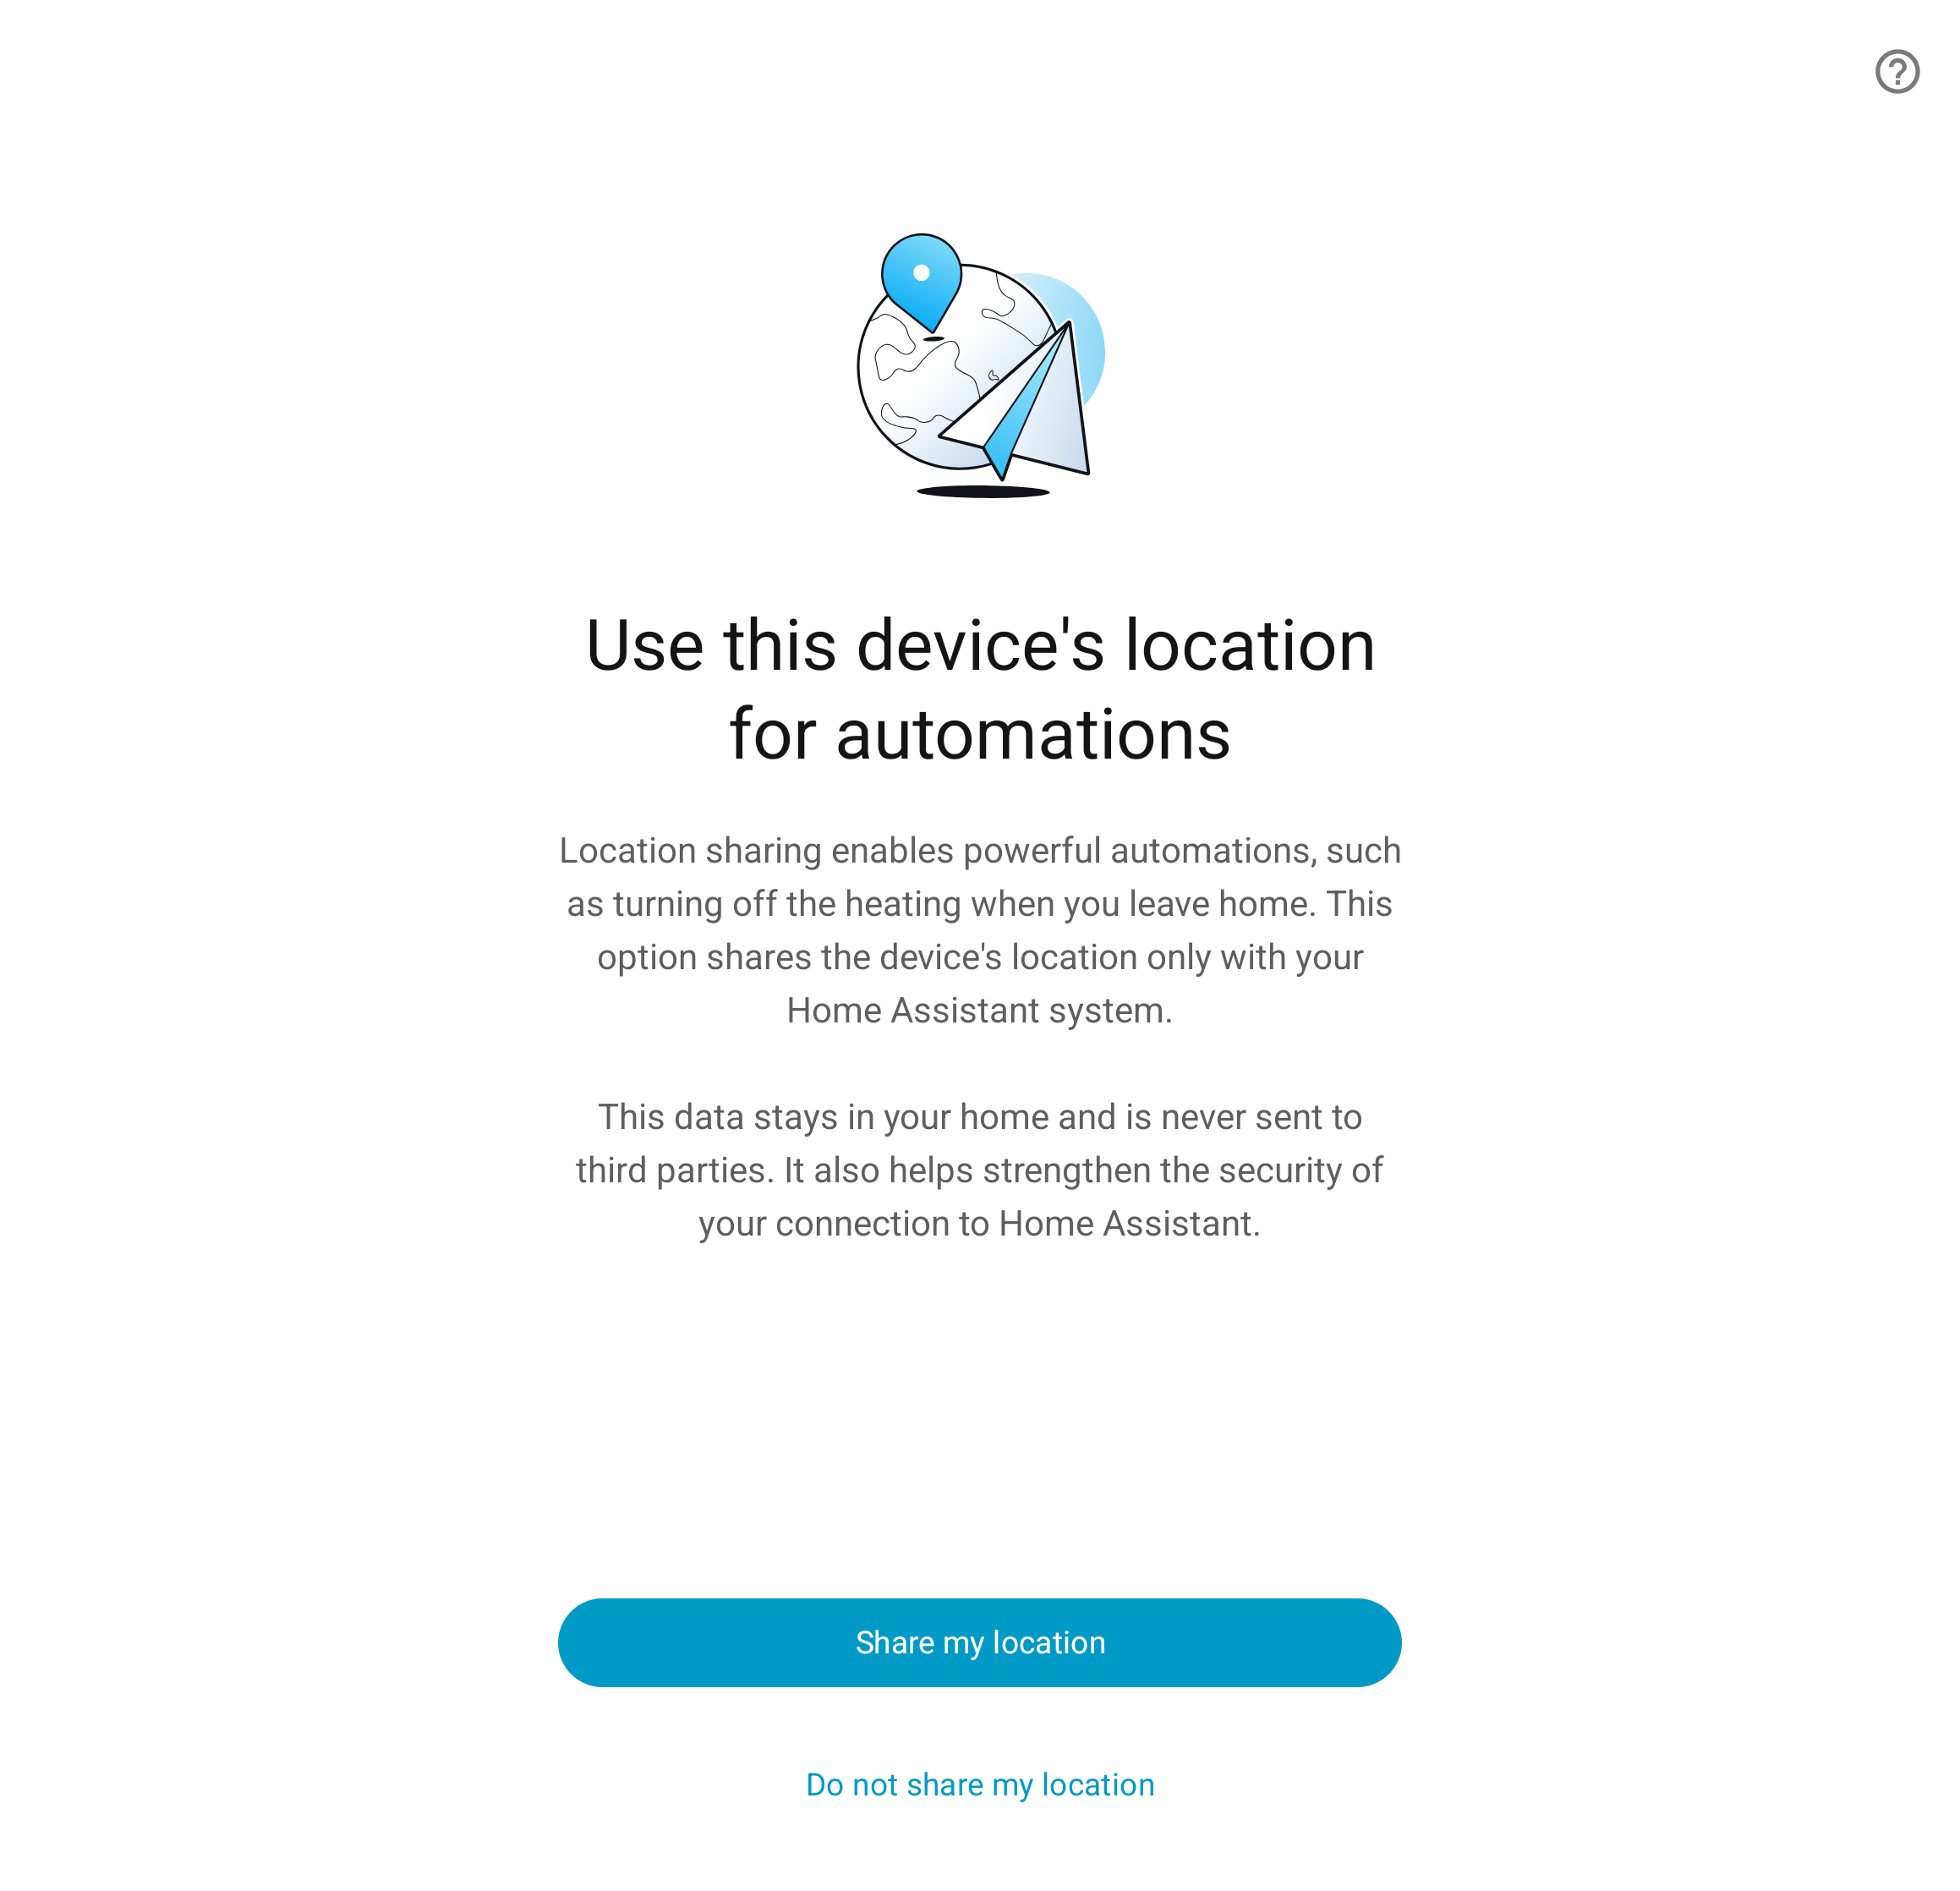 Use this device's location
for automations
Location sharing enables powerful automations, such
as turning off the heating when you leave home. This
option shares the device's location only with your
Home Assistant system.
This data stays in your home and is never sent to
third parties. It also helps strengthen the security of
your connection to Home Assistant.
Share my location
Do not share my location